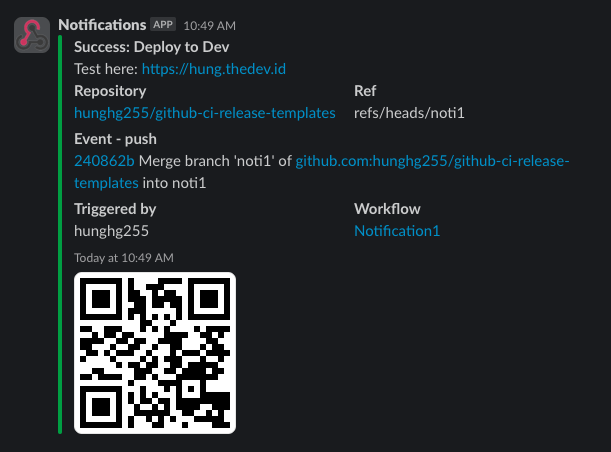 Notifications APP 10:49 AM
Success: Deploy to Dev
Test here: https://hung.thedev.id
Repository Ref
hunghg255/github-ci-release-templates refs/heads/noti1
Event - push
240862b Merge branch 'noti1' of github.com:hunghg255/github-ci-release-
templates into noti1
Triggered by Workflow
hunghg255 Notification1
Today at 10:49 AM